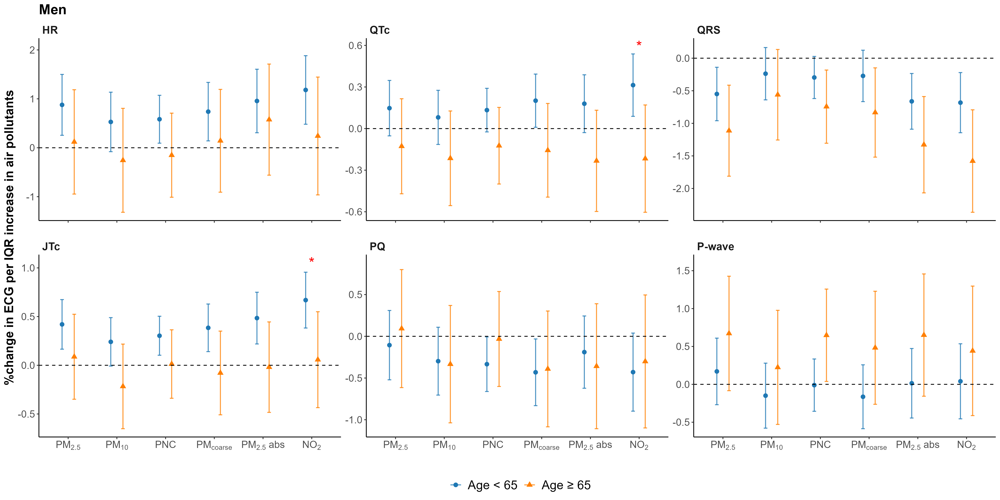 Men
%change in ECG per IQR increase in air pollutants
HR
2
1
0
-1
QTc
*
0.6
0.3
0.0
-0.3
-0.6
QRS
0.0
-0.5
-1.0
-1.5
-2.0
JTc
*
1.0
0.5
0.0
-0.5
PM2.5 PM10 PNC PMcoarse PM2.5 abs NO2
PQ
0.5
0.0
-0.5
-1.0
PM2.5 PM10 PNC PMcoarse PM2.5 abs NO2
P-wave
1.5
1.0
0.5
0.0
-0.5
PM2.5 PM10 PNC PMcoarse PM2.5 abs NO2
Age < 65 Age ≥ 65